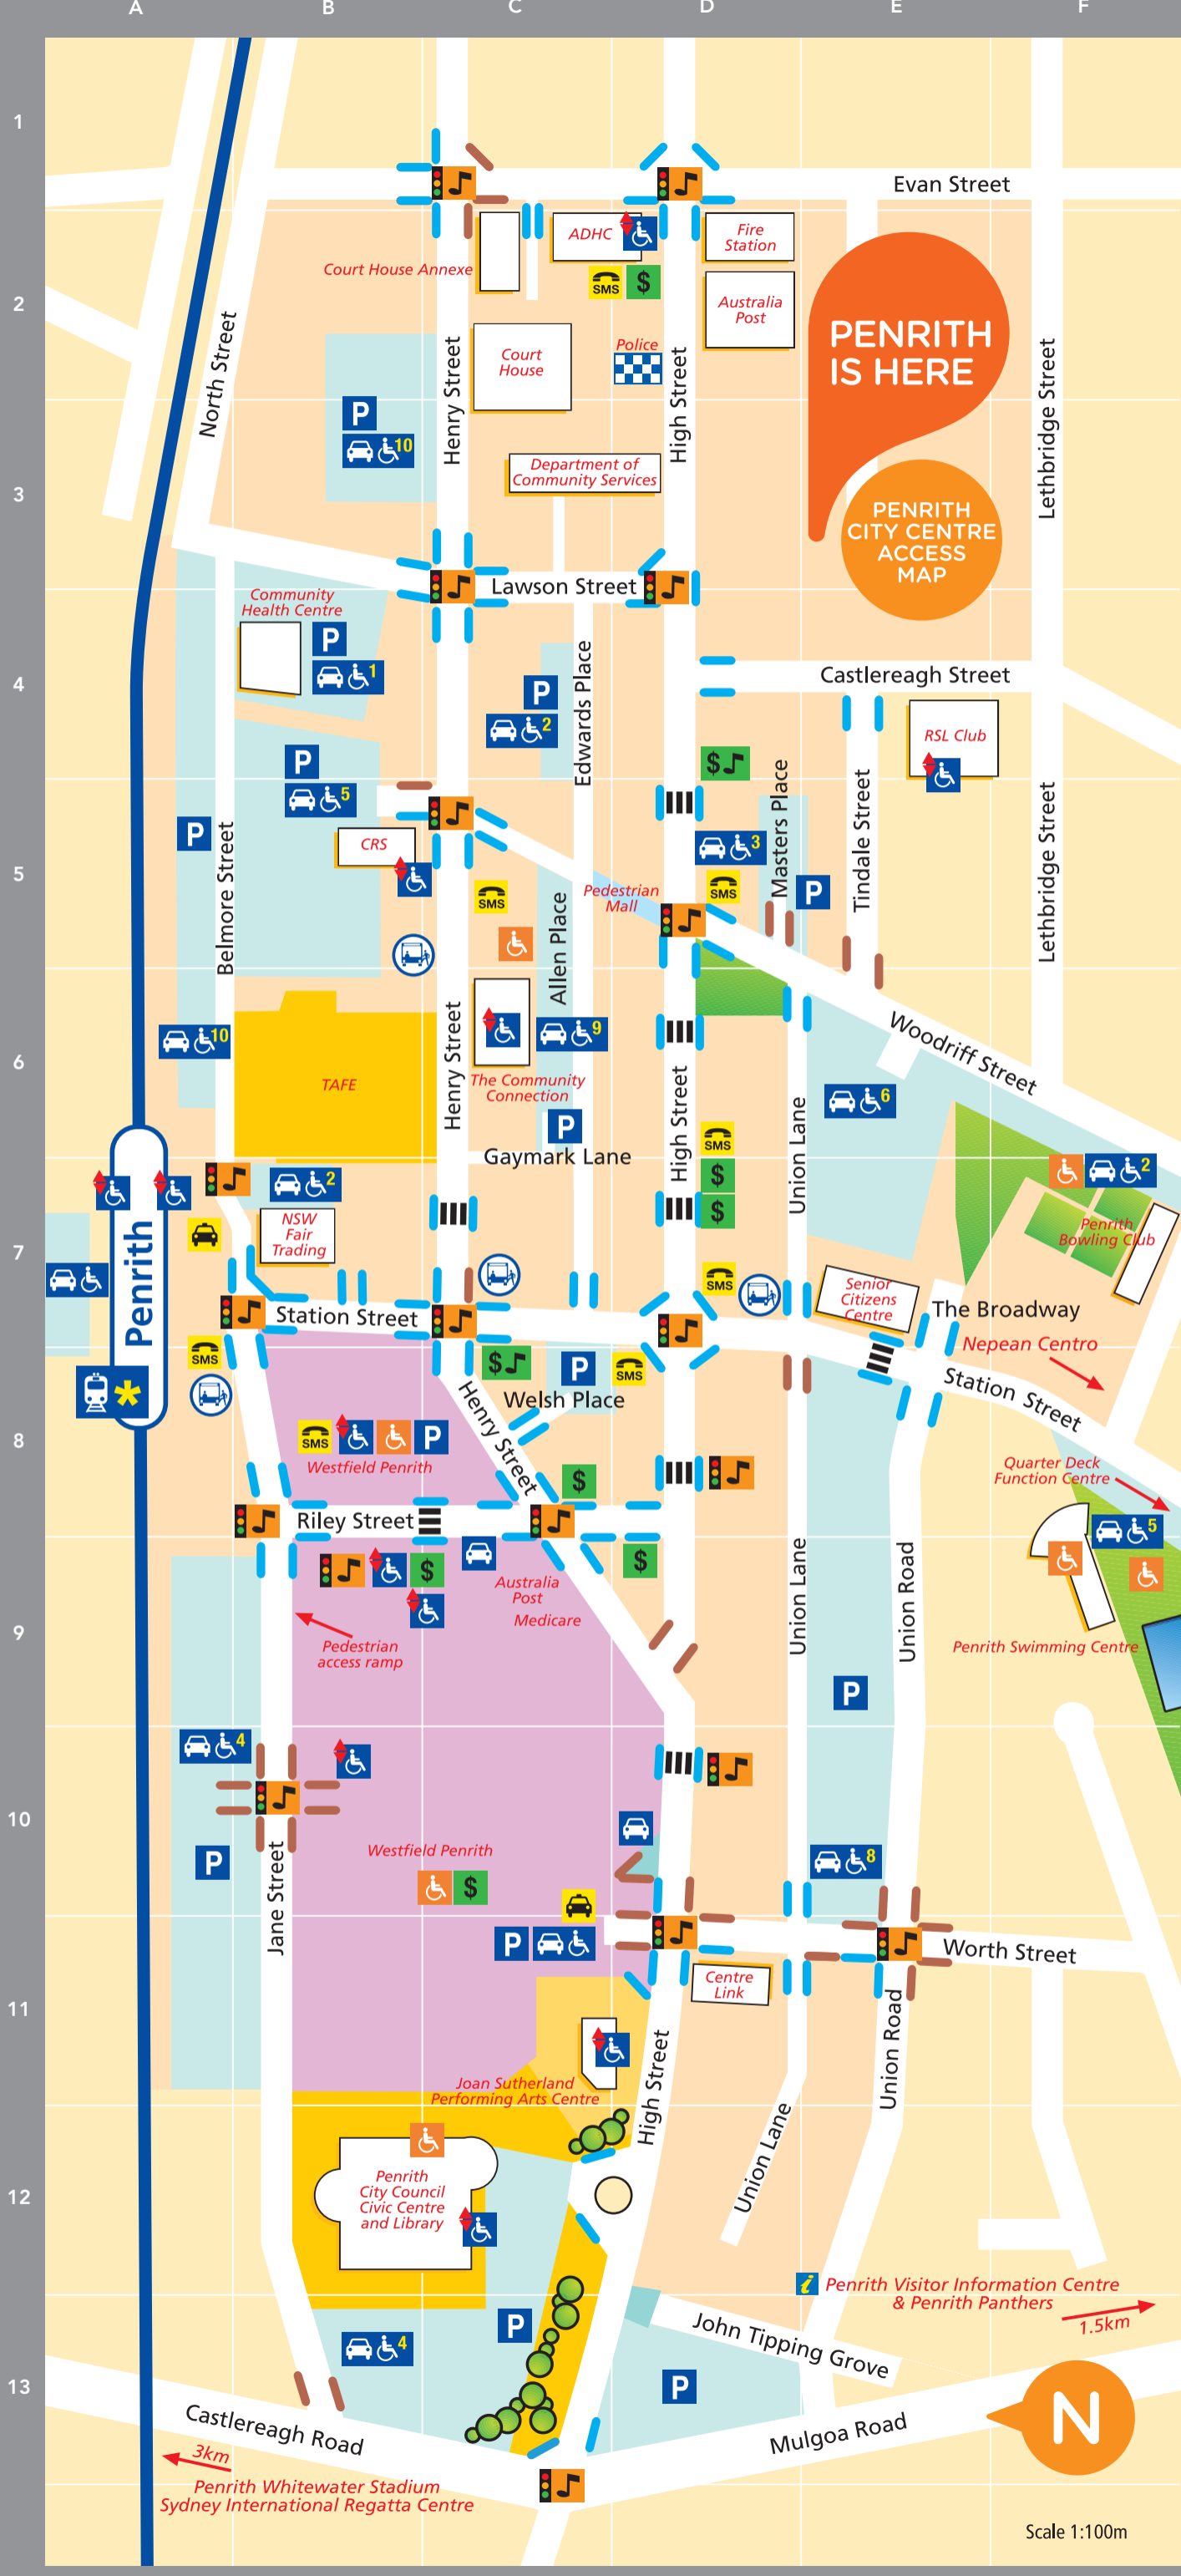 A B C D E F
1
Evan Street
ADHC
Fire
Station
Court House Annexe
SMS $
2
Australia
Post
North Street
Henry Street
Court
House
Police
High Street
PENRITH
IS HERE
Lethbridge Street
P
10
Department of
Community Services
3
PENRITH
CITY CENTRE
ACCESS
MAP
Lawson Street
Community
Health Centre
P
1
4
Castlereagh Street
P
2
Edwards Place
RSL Club
P
5
$
Masters Place
Tindale Street
Lethbridge Street
P
CRS
3
5
Belmore Street
SMS
Pedestrian
Mall
SMS
P
Allen Place
10
9
Woodriff Street
6
TAFE
Henry Street
The Community
Connection
High Street
Union Lane
6
P
SMS
Gaymark Lane
2
$
2
$
NSW
Fair
Trading
Penrith
Bowling Club
7
Penrith
SMS
Senior
Citizens
Centre
The Broadway
Station Street
Nepean Centro
SMS
$
P
SMS
Station Street
Welsh Place
Henry Street
8
SMS P
Westfield Penrith
$
Quarter Deck
Function Centre
Riley Street
5
$
$
Australia
Post
Medicare
Union Lane
Union Road
9
Pedestrian
access ramp
Penrith Swimming Centre
P
4
10
P
Westfield Penrith
$
8
Jane Street
P
Worth Street
Centre
Link
11
Union Road
High Street
Joan Sutherland
Performing Arts Centre
Union Lane
12
Penrith
City Council
Civic Centre
and Library
i Penrith Visitor Information Centre
& Penrith Panthers
1.5km
P
4
John Tipping Grove
13
P
N
Castlereagh Road
Mulgoa Road
3km
Penrith Whitewater Stadium
Sydney International Regatta Centre
Scale 1:100m